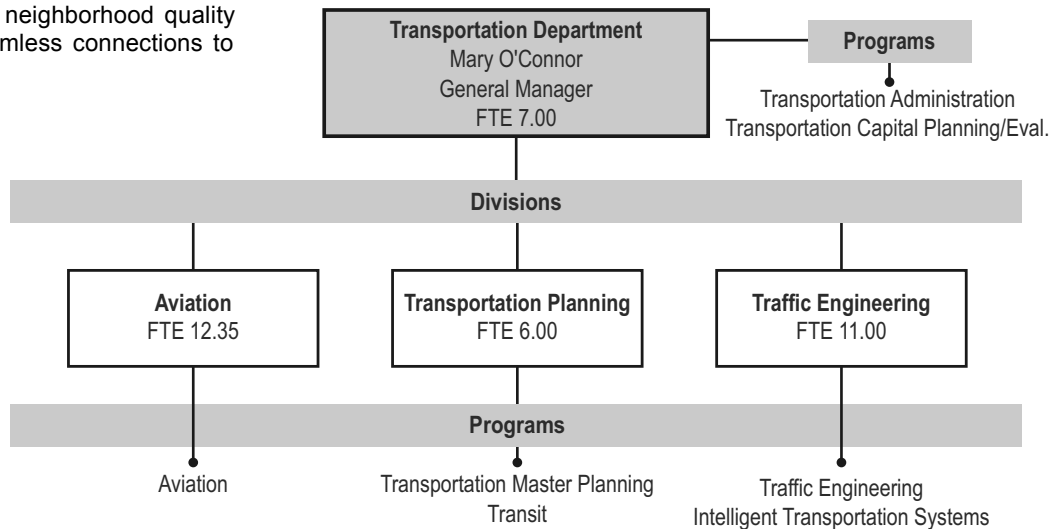 neighborhood quality
mless connections to
Transportation Department
Mary O'Connor
General Manager
FTE 7.00
Programs
Transportation Administration
Transportation Capital Planning/Eval.
Divisions
Aviation
FTE 12.35
Transportation Planning
FTE 6.00
Traffic Engineering
FTE 11.00
Programs
Aviation
Transportation Master Planning
Transit
Traffic Engineering
Intelligent Transportation Systems